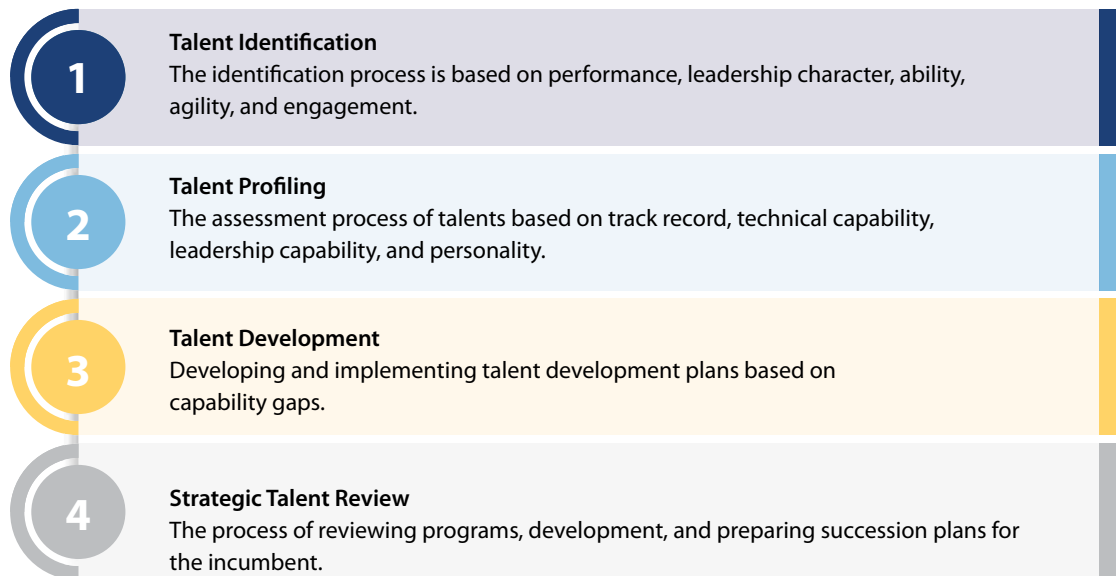 1
Talent Identification
The identification process is based on performance, leadership character, ability,
agility, and engagement.
2
Talent Profiling
The assessment process of talents based on track record, technical capability,
leadership capability, and personality.
3
Talent Development
Developing and implementing talent development plans based on
capability gaps.
4
Strategic Talent Review
The process of reviewing programs, development, and preparing succession plans for
the incumbent.